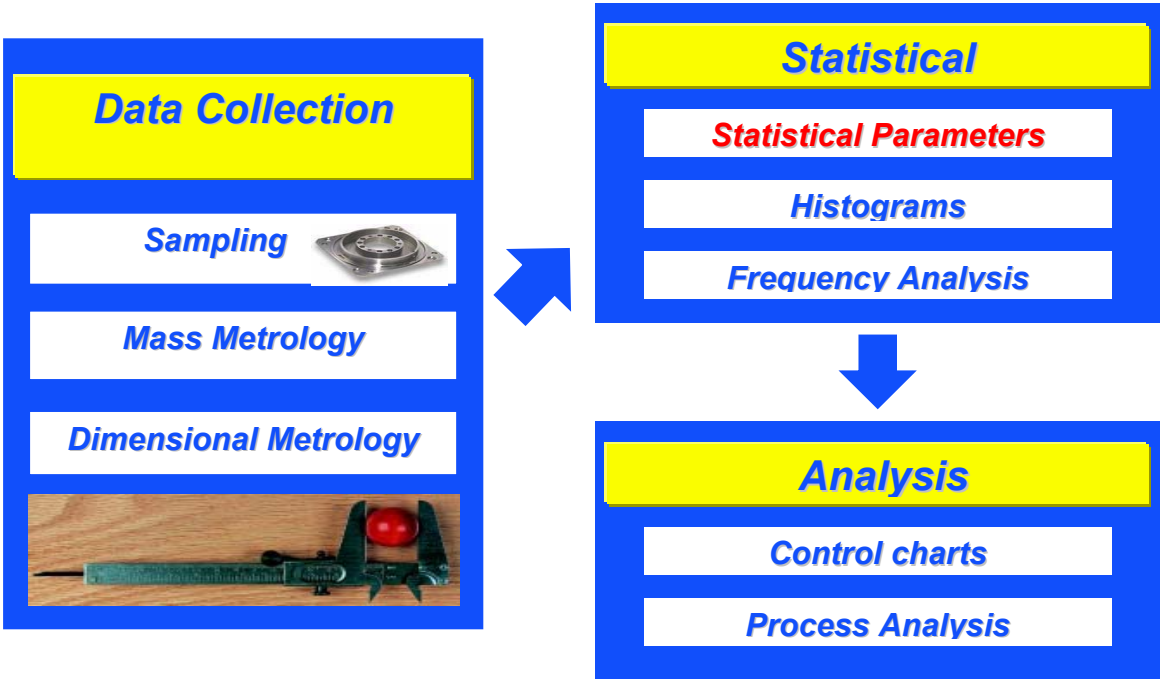 Data Collection
Sampling
Mass Metrology
Dimensional Metrology
Statistical
Statistical Parameters
Histograms
Frequency Analysis
Analysis
Control charts
Process Analysis